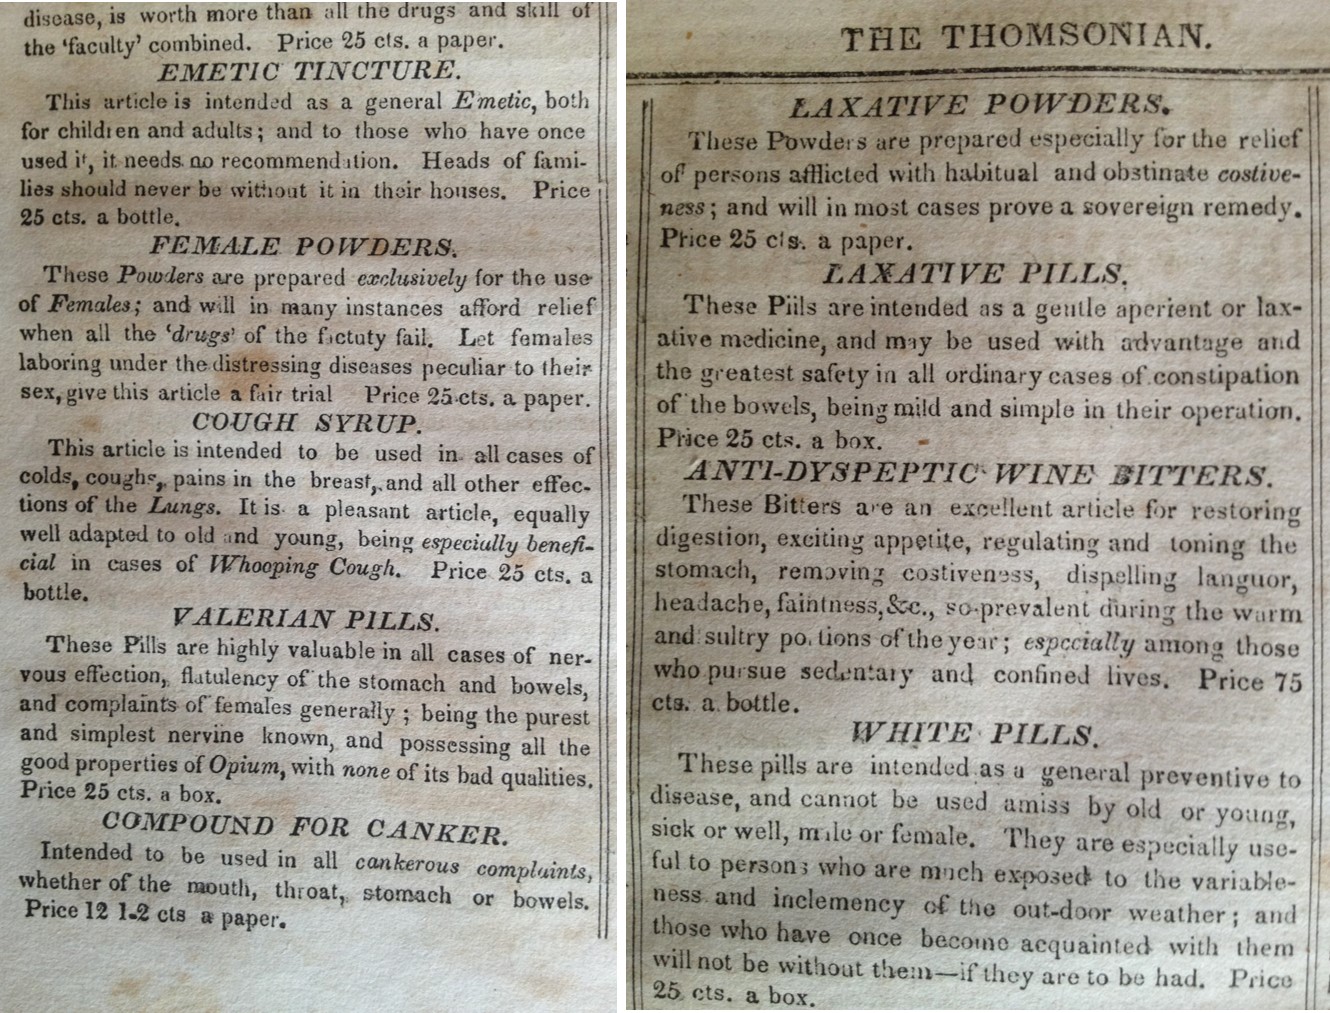 disease, is worth more than all the drugs and skill of
the 'faculty' combined. Price 25 cts. a paper.
EMETIC TINCTURE.
This article is intended as a general Emetic, both
for children and adults; and to those who have once
used it, it needs no recommendation. Heads of fami-
lies should never be without it in their houses. Price
25 cts. a bottle.
FEMALE POWDERS.
These Powders are prepared exclusively for the use
of Females; and will in many instances afford relief
when all the 'drugs' of the factuty fail. Let females
laboring under the distressing diseases peculiar to their
sex, give this article a fair trial Price 25 cts. a paper.
COUGH SYRUP.
This article is intended to be used in all cases of
colds, coughs, pains in the breast, and all other effec-
tions of the Lungs. It is a pleasant article, equally
well adapted to old and young, being especially benefi-
cial in cases of Whooping Cough. Price 25 cts. a
bottle.
VALERIAN PILLS.
These Pills are highly valuable in all cases of ner-
vous effection, flatulency of the stomach and bowels,
and complaints of females generally; being the purest
and simplest nervine known, and possessing all the
good properties of Opium, with none of its bad qualities.
Price 25 cts. a box.
COMPOUND FOR CANKER.
Intended to be used in all cankerous complaints,
whether of the mouth, throat, stomach or bowels.
Price 12 1-2 cts a paper.
THE THOMSONIAN.
LAXATIVE POWDERS.
These Powders are prepared especially for the relief
of persons afflicted with habitual and obstinate costive-
ness; and will in most cases prove a sovereign remedy.
Price 25 cts. a paper.
LAXATIVE PILLS.
These Piils are intended as a gentle aperient or lax-
ative medicine, and may be used with advantage and
the greatest safety in all ordinary cases of constipation
of the bowels, being mild and simple in their operation.
Price 25 cts. a box.
ANTI-DYSPEPTIC WINE BITTERS.
These Bitters are an excellent article for restoring
digestion, exciting appetite, regulating and toning the
stomach, removing costiveness, dispelling languor,
headache, faintness, &c., so prevalent during the warm
and sultry portions of the year; especially among those
who pursue sedentary and confined lives. Price 75
cts. a bottle.
WHITE PILLS.
These pills are intended as a general preventive to
disease, and cannot be used amiss by old or young,
sick or well, male or female. They are especially use-
ful to persons who are much exposed to the variable-
ness and inclemency of the out-door weather; and
those who have once become acquainted with them
will not be without them—if they are to be had. Price
25 cts. a box.